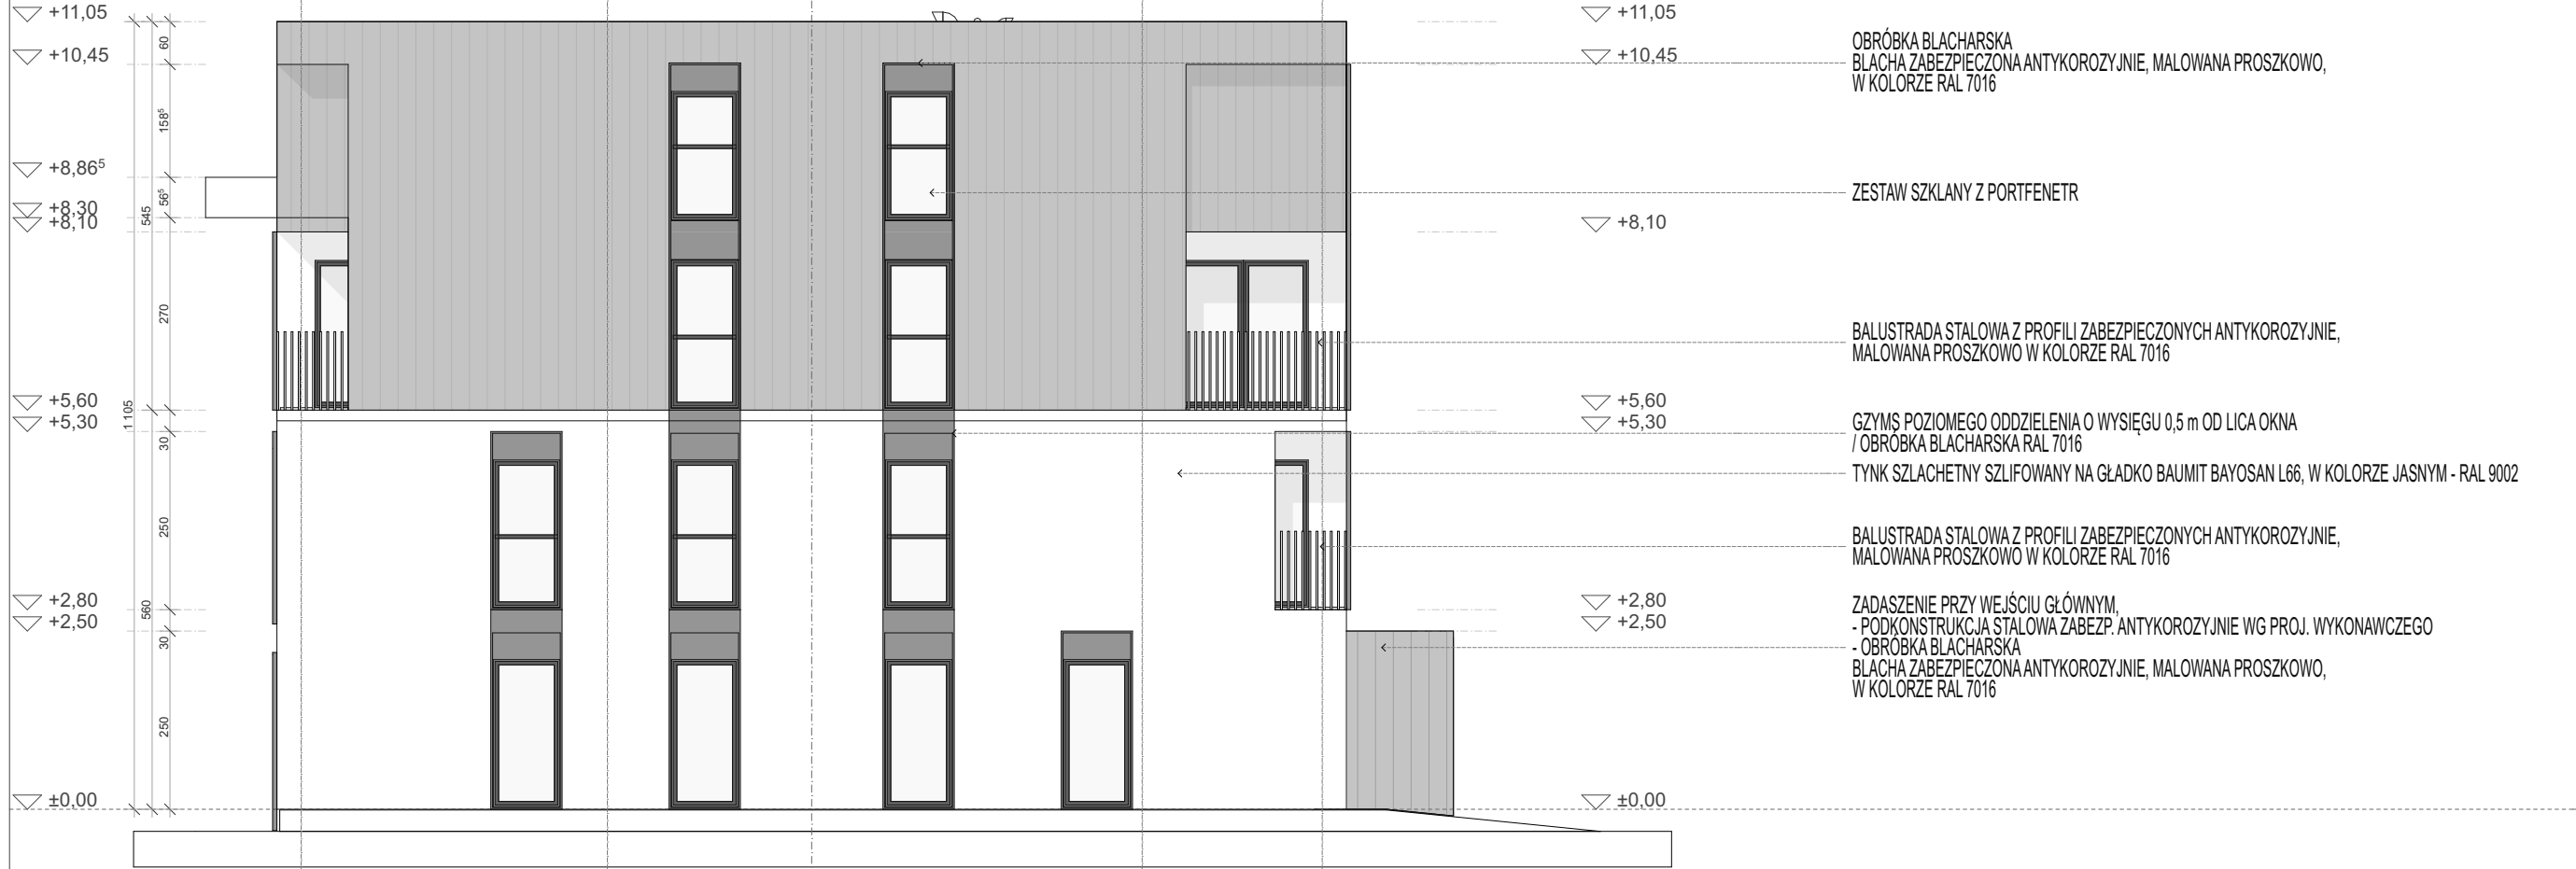 +11,05
+10,45
+8,86⁵
+8,30
+8,10
+5,60
+5,30
+2,80
+2,50
±0,00
60
158⁵
56⁵
270
30
250
30
250
545
560
1 105
+11,05
+10,45
+8,10
+5,60
+5,30
+2,80
+2,50
±0,00
OBRÓBKA BLACHARSKA
BLACHA ZABEZPIECZONA ANTYKOROZYJNIE, MALOWANA PROSZKOWO,
W KOLORZE RAL 7016
ZESTAW SZKLANY Z PORTFENETR
BALUSTRADA STALOWA Z PROFILI ZABEZPIECZONYCH ANTYKOROZYJNIE,
MALOWANA PROSZKOWO W KOLORZE RAL 7016
GZYMS POZIOMEGO ODDZIELENIA O WYSIĘGU 0,5 m OD LICA OKNA
/ OBRÓBKA BLACHARSKA RAL 7016
TYNK SZLACHETNY SZLIFOWANY NA GŁADKO BAUMIT BAYOSAN L66, W KOLORZE JASNYM - RAL 9002
BALUSTRADA STALOWA Z PROFILI ZABEZPIECZONYCH ANTYKOROZYJNIE,
MALOWANA PROSZKOWO W KOLORZE RAL 7016
ZADASZENIE PRZY WEJŚCIU GŁÓWNYM,
- PODKONSTRUKCJA STALOWA ZABEZP. ANTYKOROZYJNIE WG PROJ. WYKONAWCZEGO
- OBRÓBKA BLACHARSKA
BLACHA ZABEZPIECZONA ANTYKOROZYJNIE, MALOWANA PROSZKOWO,
W KOLORZE RAL 7016